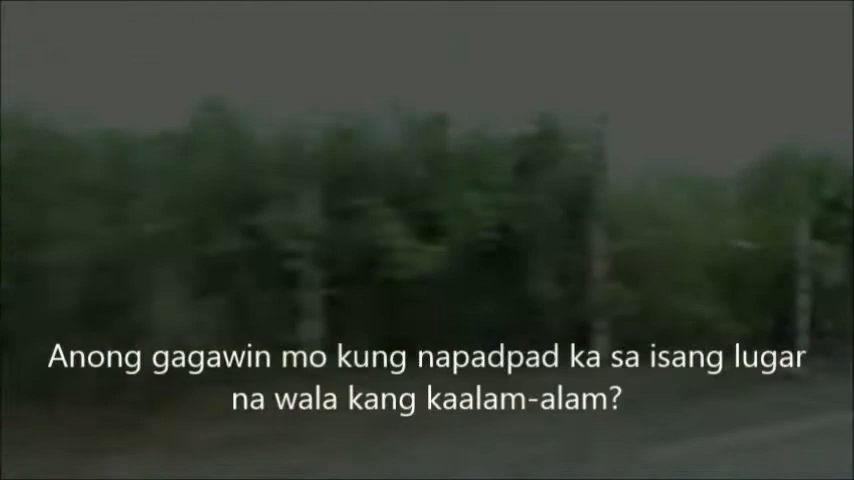 Anong gagawin mo kung napadpad ka sa isang lugar
na wala kang kaalam-alam?